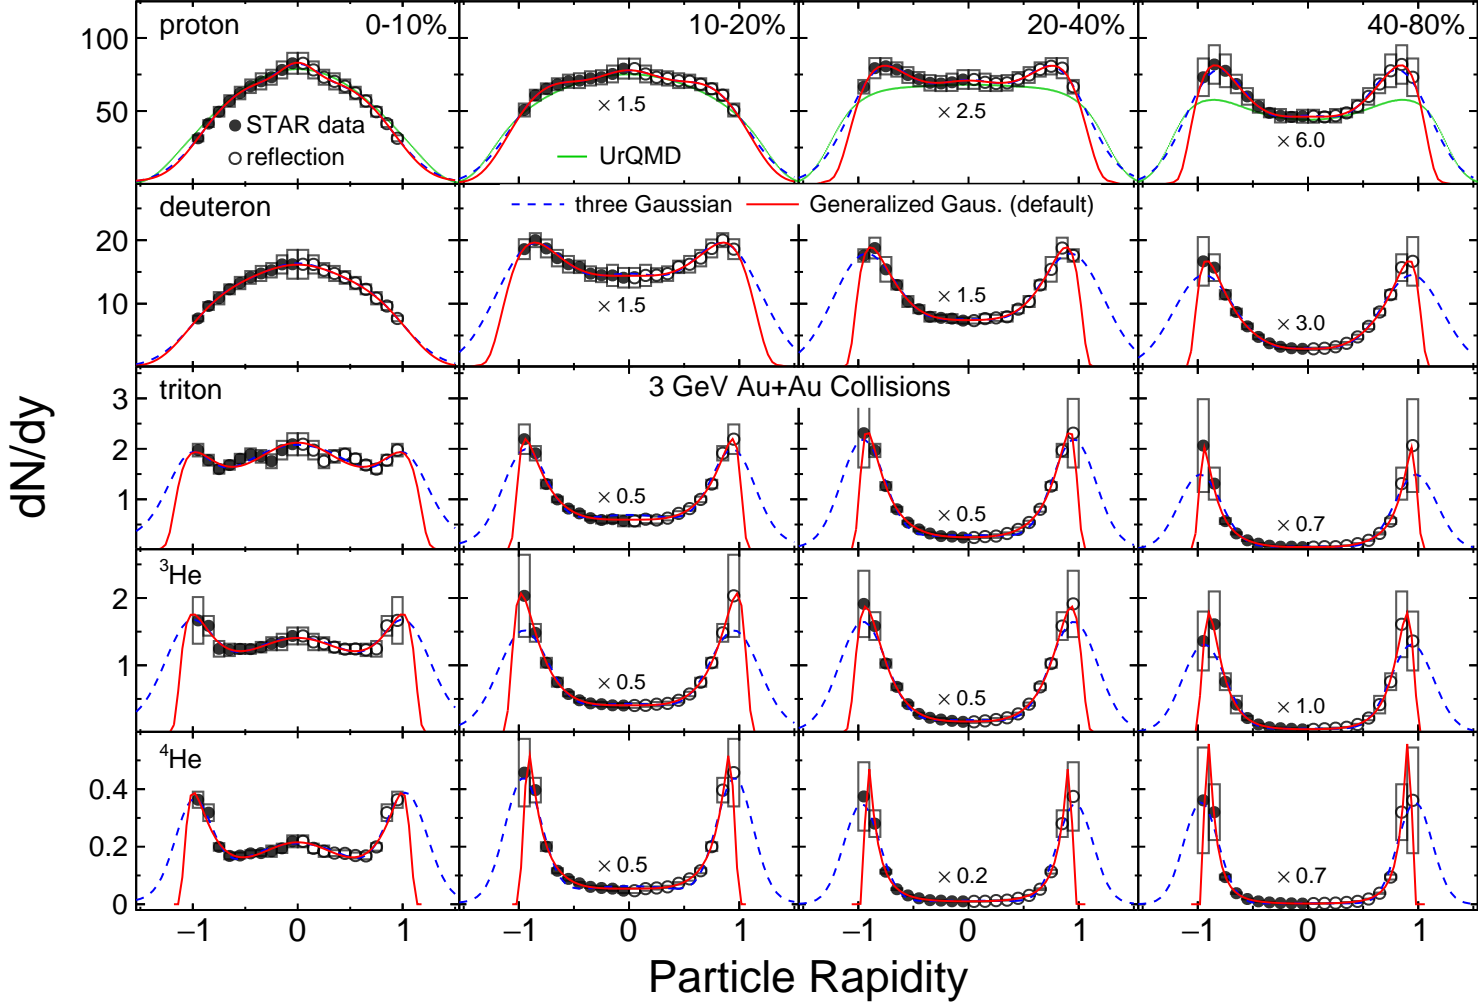 proton 0-10% 10-20% 20-40% 40-80%
100
50
● STAR data
○ reflection
× 1.5
UrQMD
× 2.5
× 6.0
deuteron
three Gaussian Generalized Gaus. (default)
20
10
× 1.5
× 1.5
× 3.0
triton
3 GeV Au+Au Collisions
3
2
1
× 0.5
× 0.5
× 0.7
³He
2
1
× 0.5
× 0.5
× 1.0
⁴He
0.4
0.2
0
× 0.5
× 0.2
× 0.7
−1 0 1 −1 0 1 −1 0 1 −1 0 1
dN/dy
Particle Rapidity